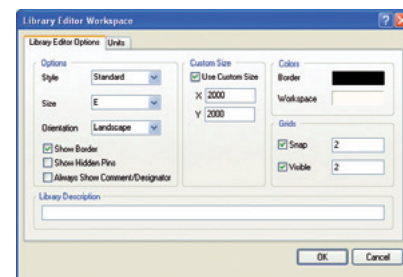 Library Editor Workspace
Library Editor Options Units
Options
Style Standard
Size E
Orientation Landscape
Show Border
Show Hidden Pins
Always Show Comment/Designator
Custom Size
Use Custom Size
X 2000
Y 2000
Colors
Border
Workspace
Grids
Snap 2
Visible 2
Library Description
OK Cancel